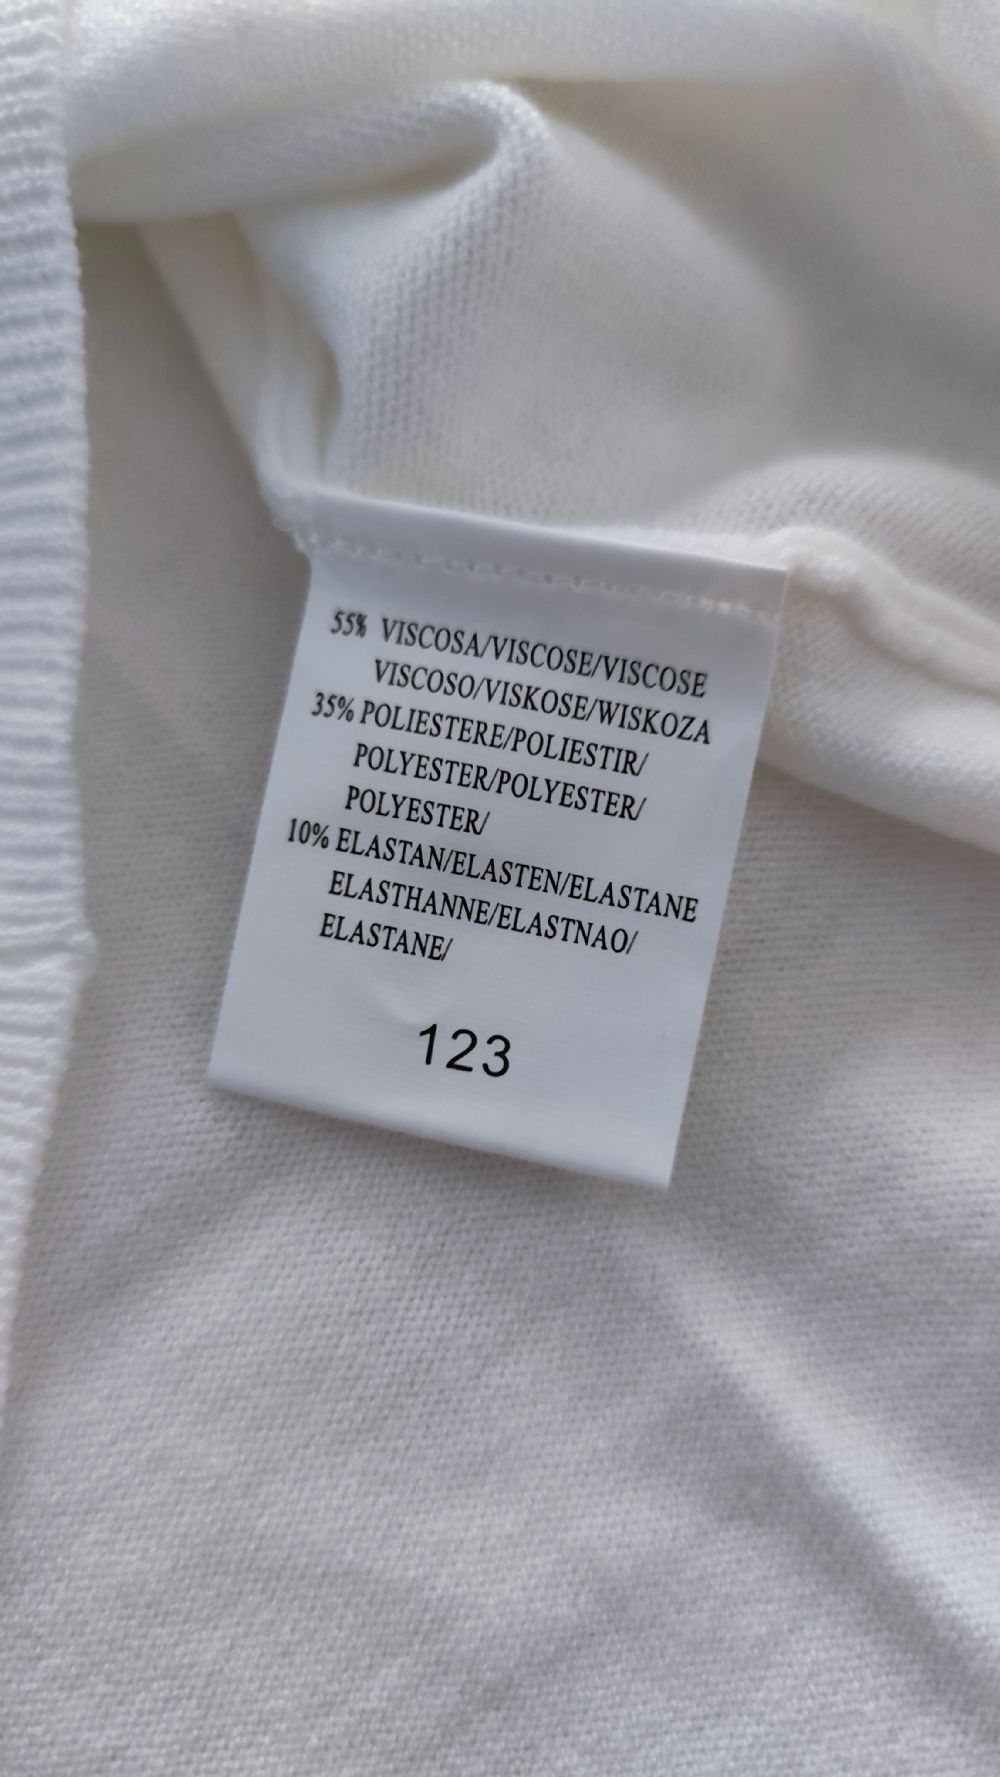 55% VISCOSA/VISCOSE/VISCOSE
VISCOSO/VISKOSE/WISKOZA
35% POLIESTERE/POLIESTIR/
POLYESTER/POLYESTER/
POLYESTER/
10% ELASTAN/ELASTEN/ELASTANE
ELASTHANNE/ELASTNAO/
ELASTANE/
123